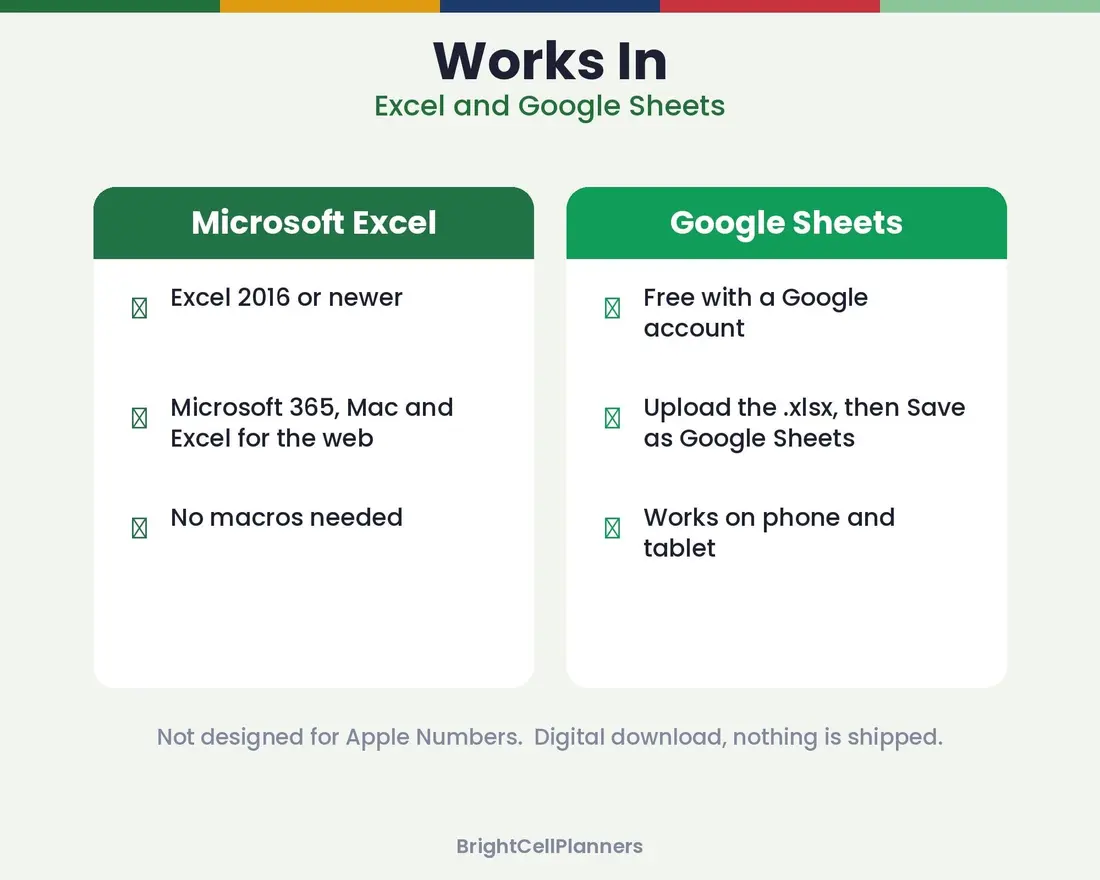 Works In
Excel and Google Sheets
Microsoft Excel
Excel 2016 or newer
Microsoft 365, Mac and
Excel for the web
No macros needed
Google Sheets
Free with a Google
account
Upload the .xlsx, then Save
as Google Sheets
Works on phone and
tablet
Not designed for Apple Numbers.  Digital download, nothing is shipped.
BrightCellPlanners